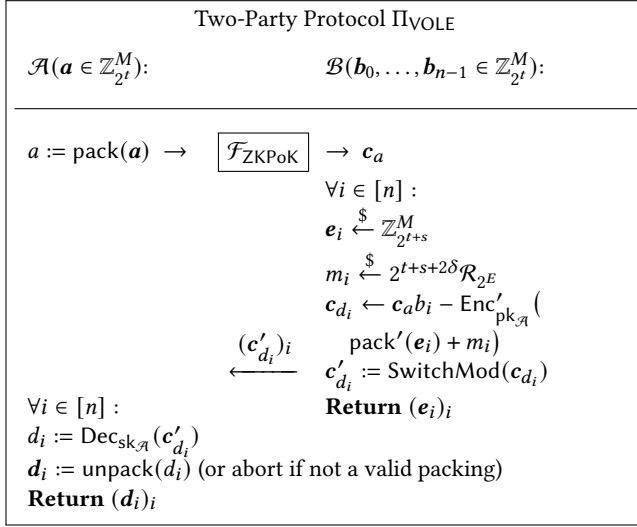 Two-Party Protocol Π_VOLE
𝒜(𝒂 ∈ ℤ_{2^t}^M): ℬ(𝒃_0, . . . , 𝒃_{n−1} ∈ ℤ_{2^t}^M):
a := pack(𝒂) → ℱ_ZKPoK → 𝒄_a
∀i ∈ [n] :
𝒆_i ←$ ℤ_{2^{t+s}}^M
m_i ←$ 2^{t+s+2δ} ℛ_{2^E}
𝒄_{d_i} ← 𝒄_a b_i − Enc′_{pk_𝒜}(
(𝒄′_{d_i})_i pack′(𝒆_i) + m_i)
← 𝒄′_{d_i} := SwitchMod(𝒄_{d_i})
∀i ∈ [n] : Return (𝒆_i)_i
d_i := Dec_{sk_𝒜}(𝒄′_{d_i})
𝒅_i := unpack(d_i) (or abort if not a valid packing)
Return (𝒅_i)_i